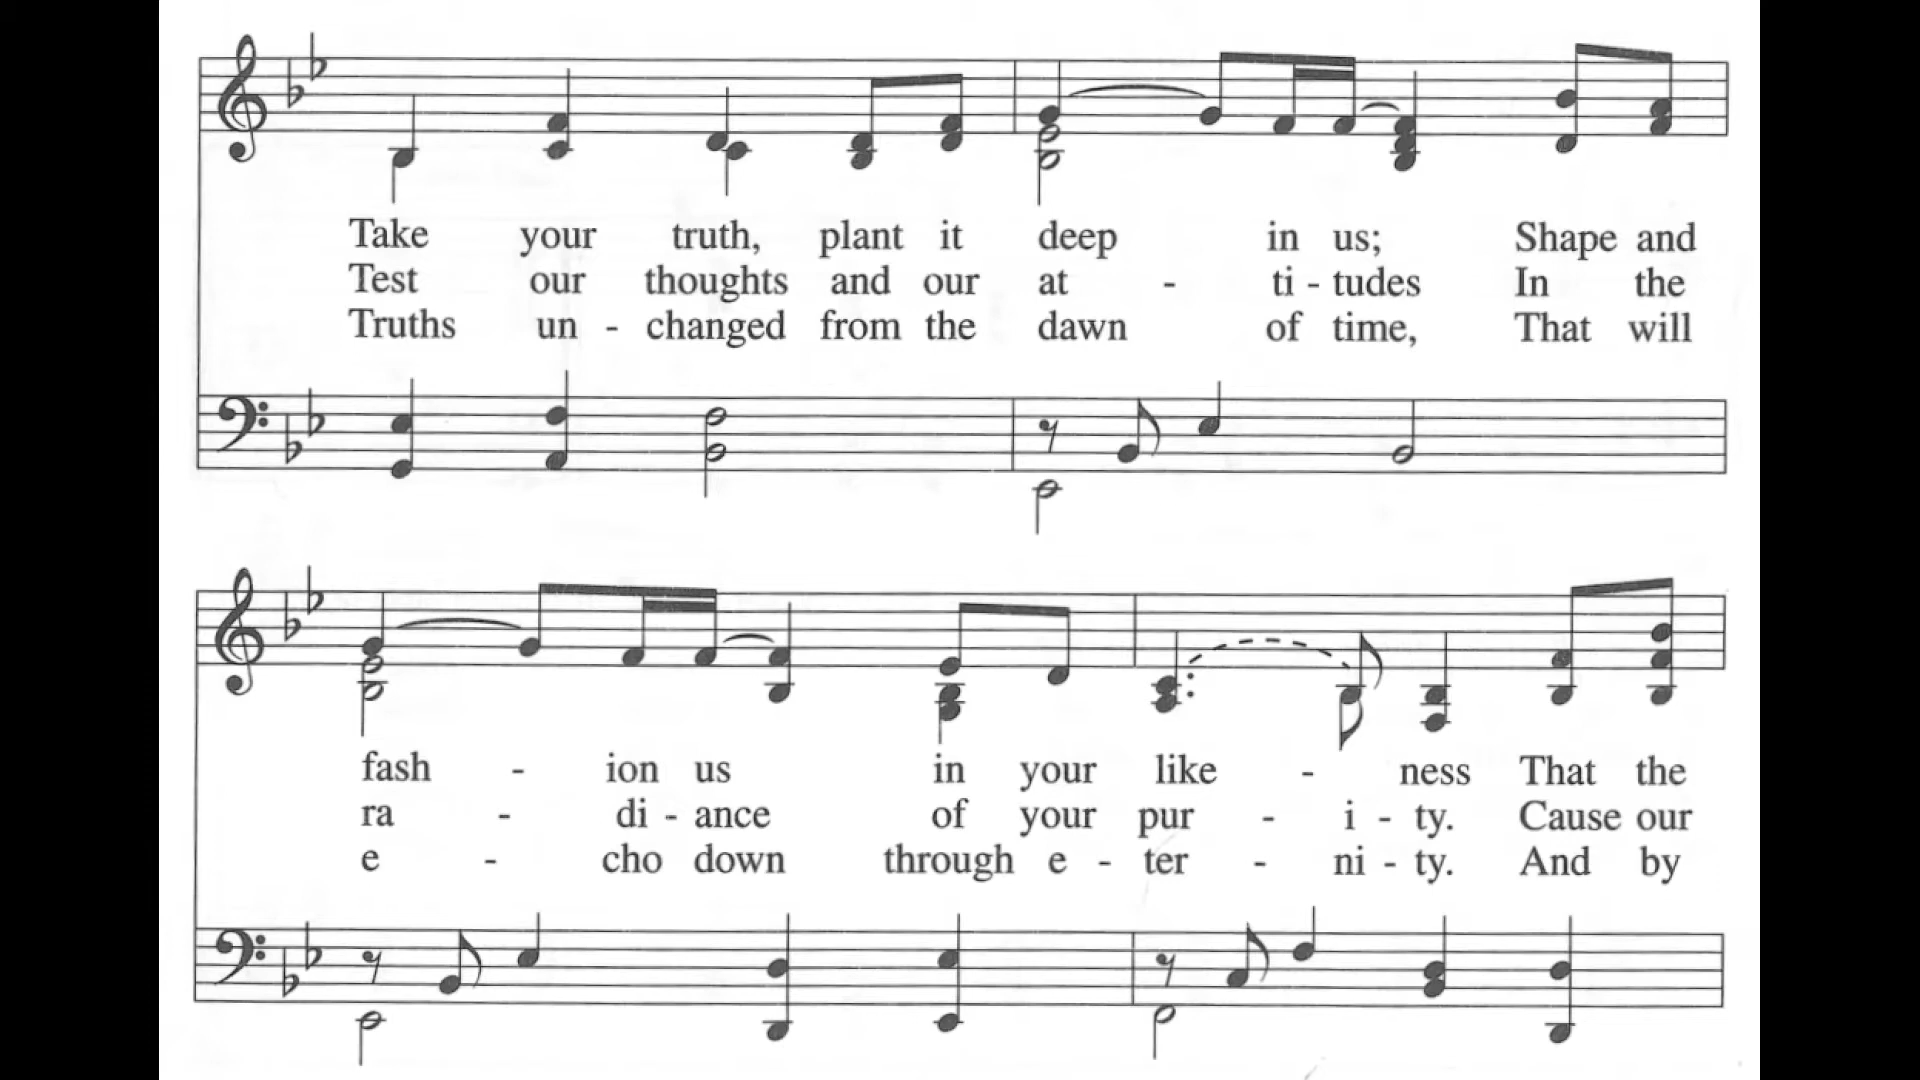 Take your truth, plant it deep in us; Shape and
Test our thoughts and our at - ti - tudes In the
Truths un - changed from the dawn of time, That will
fash - ion us in your like - ness That the
ra - di - ance of your pur - i - ty. Cause our
e - cho down through e - ter - ni - ty. And by